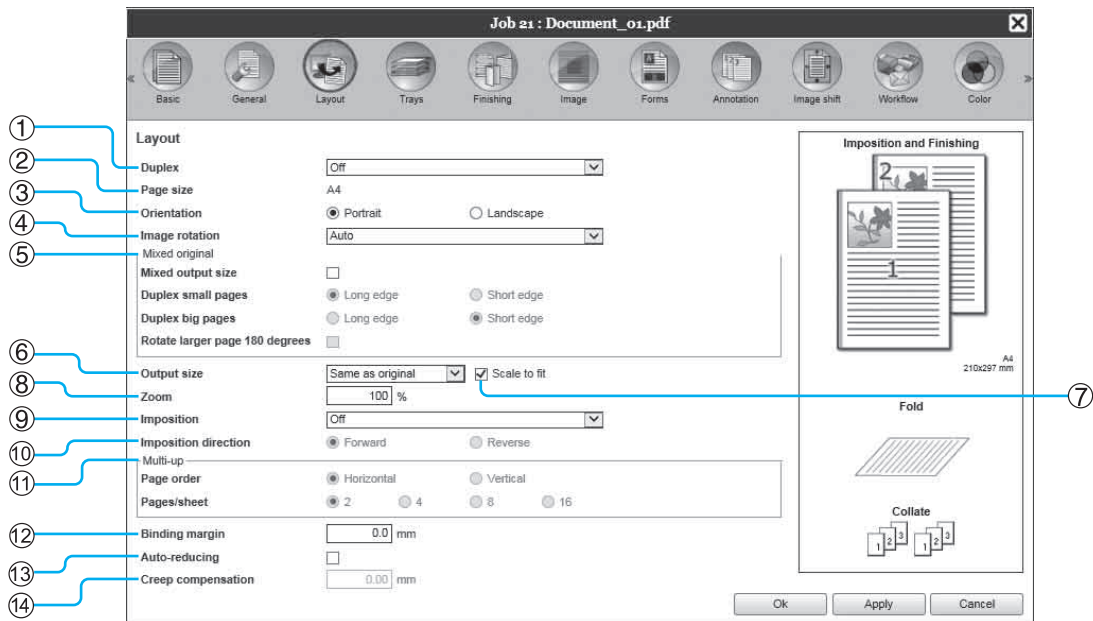 Job 21 : Document_01.pdf
« Basic General Layout Trays Finishing Image Forms Annotation Image shift Workflow Color »
Layout
① Duplex Off
② Page size A4
③ Orientation Portrait Landscape
④ Image rotation Auto
⑤ Mixed original
Mixed output size
Duplex small pages Long edge Short edge
Duplex big pages Long edge Short edge
Rotate larger page 180 degrees
⑥ Output size Same as original Scale to fit ⑦
⑧ Zoom 100 %
⑨ Imposition Off
⑩ Imposition direction Forward Reverse
⑪ Multi-up
Page order Horizontal Vertical
Pages/sheet 2 4 8 16
⑫ Binding margin 0.0 mm
⑬ Auto-reducing
⑭ Creep compensation 0.00 mm
Imposition and Finishing
2
1
A4
210x297 mm
Fold
Collate
1 2 3 1 2 3
Ok Apply Cancel